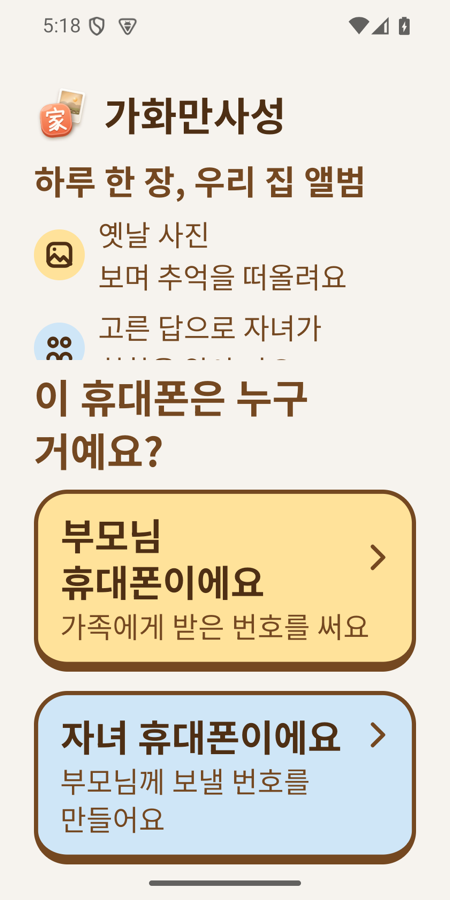 5:18
家
가화만사성
하루 한 장, 우리 집 앨범
옛날 사진
보며 추억을 떠올려요
고른 답으로 자녀가
이 휴대폰은 누구
거예요?
부모님
휴대폰이에요
가족에게 받은 번호를 써요
자녀 휴대폰이에요
부모님께 보낼 번호를
만들어요